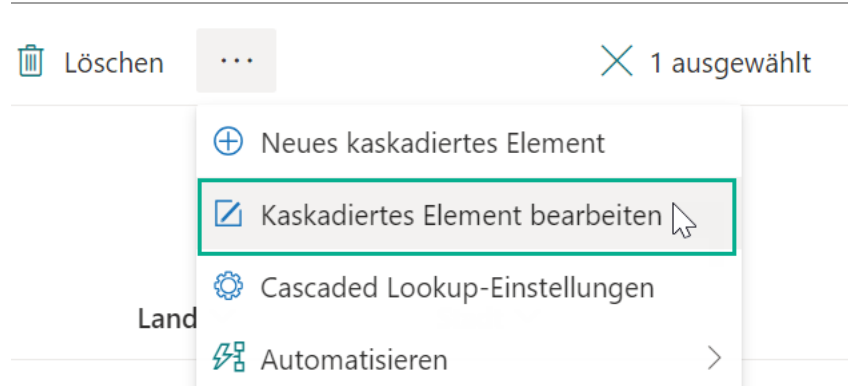 Löschen ... 1 ausgewählt
Neues kaskadiertes Element
Kaskadiertes Element bearbeiten
Cascaded Lookup-Einstellungen
Land
Automatisieren